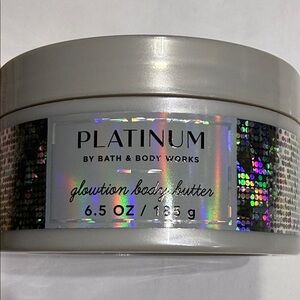 PLATINUM
BY BATH & BODY WORKS
glowtion body butter
6.5 OZ / 185 g